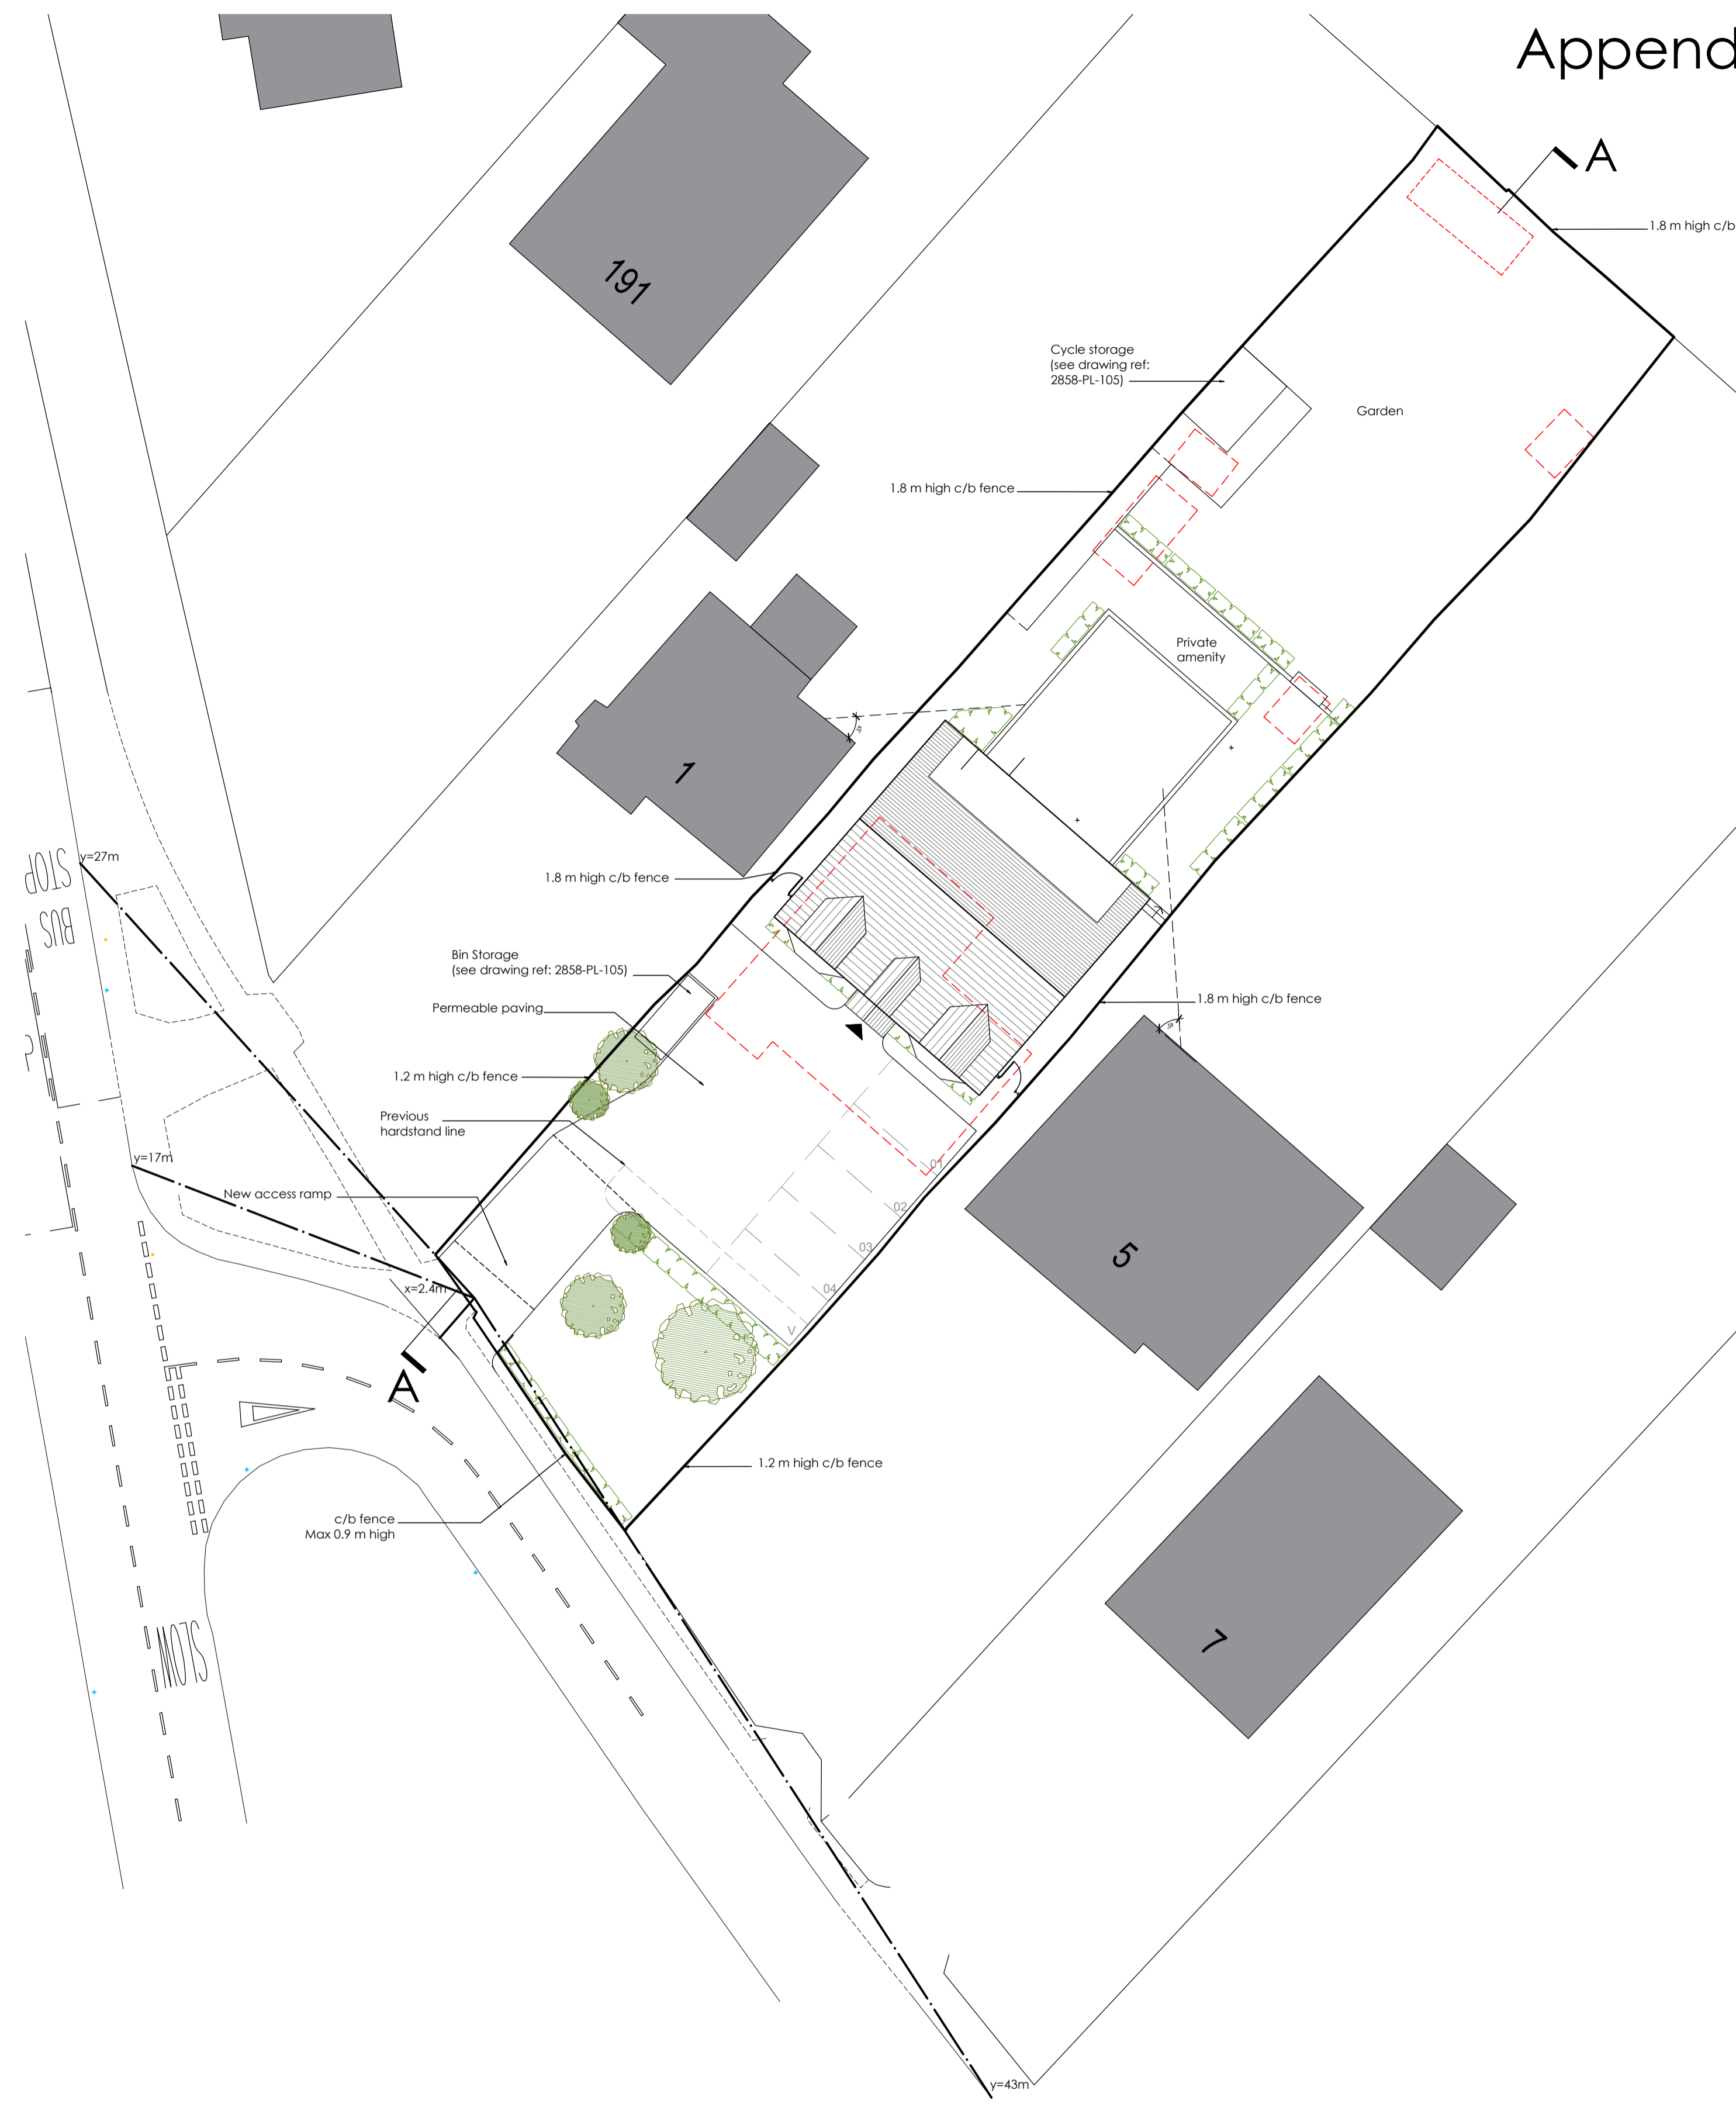 Append
A
1.8 m high c/b
191
Cycle storage
(see drawing ref:
2858-PL-105)
Garden
1.8 m high c/b fence
Private
amenity
1
45°
y=27m
STOP
BUS
1.8 m high c/b fence
Bin Storage
(see drawing ref: 2858-PL-105)
Permeable paving
1.8 m high c/b fence
45°
1.2 m high c/b fence
Previous
hardstand line
y=17m
New access ramp
01
02
03
04
V
5
x=2.4m
A
1.2 m high c/b fence
c/b fence
Max 0.9 m high
7
SLOW
y=43m